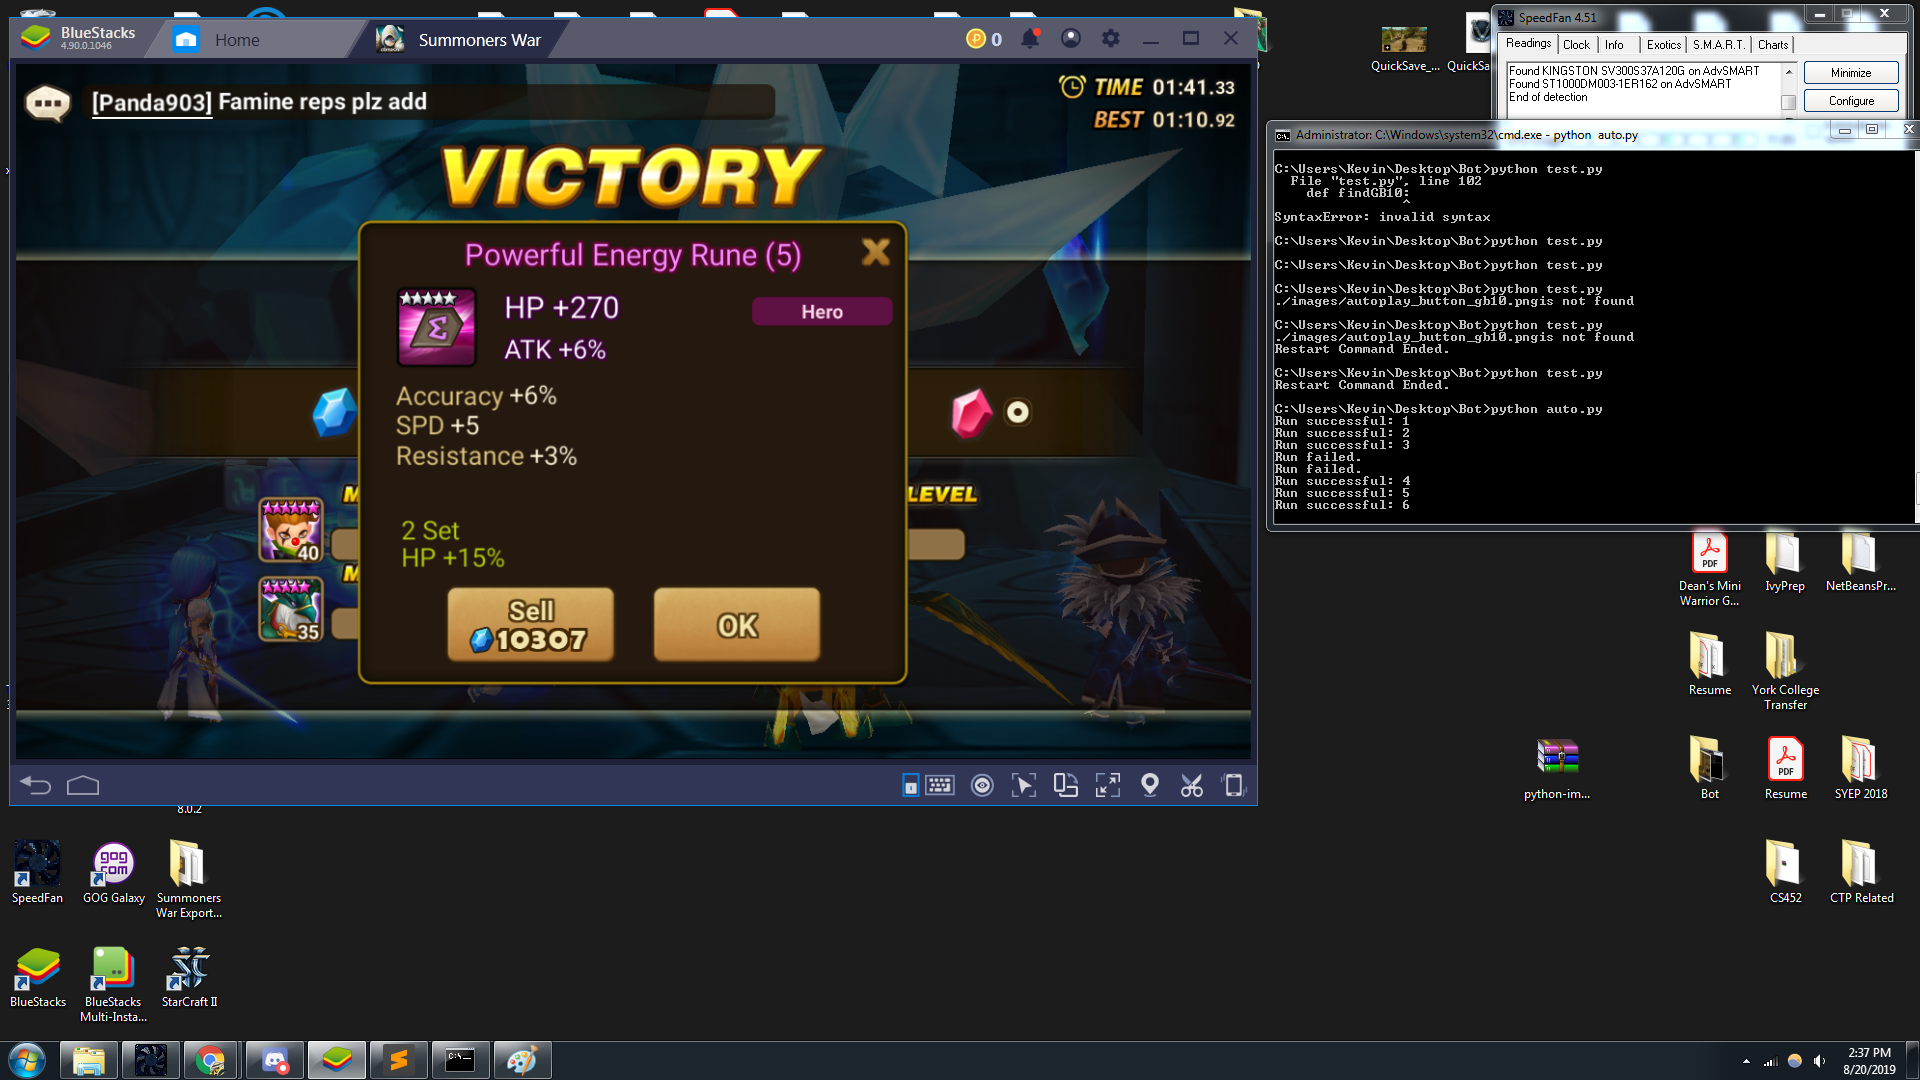 BlueStacks
4.90.0.1046
Home
Summoners War
0
[Panda903] Famine reps plz add
TIME 01:41.33
BEST 01:10.92
VICTORY
Powerful Energy Rune (5)
HP +270
Hero
ATK +6%
Accuracy +6%
SPD +5
Resistance +3%
LEVEL
2 Set
HP +15%
40
35
Sell
10307
OK
QuickSave_...
QuickSa
SpeedFan 4.51
Readings
Clock
Info
Exotics
S.M.A.R.T.
Charts
Found KINGSTON SV300S37A120G on AdvSMART
Found ST1000DM003-1ER162 on AdvSMART
End of detection
Minimize
Configure
Administrator: C:\Windows\system32\cmd.exe - python  auto.py
C:\Users\Kevin\Desktop\Bot>python test.py
File "test.py", line 102
def findGB10:
^
SyntaxError: invalid syntax
C:\Users\Kevin\Desktop\Bot>python test.py
C:\Users\Kevin\Desktop\Bot>python test.py
C:\Users\Kevin\Desktop\Bot>python test.py
./images/autoplay_button_gb10.pngis not found
C:\Users\Kevin\Desktop\Bot>python test.py
./images/autoplay_button_gb10.pngis not found
Restart Command Ended.
C:\Users\Kevin\Desktop\Bot>python test.py
Restart Command Ended.
C:\Users\Kevin\Desktop\Bot>python auto.py
Run successful: 1
Run successful: 2
Run successful: 3
Run failed.
Run failed.
Run successful: 4
Run successful: 5
Run successful: 6
PDF
Dean's Mini
Warrior G...
IvyPrep
NetBeansPr...
Resume
York College
Transfer
python-im...
Bot
PDF
Resume
SYEP 2018
CS452
CTP Related
8.0.2
SpeedFan
GOG COM
GOG Galaxy
Summoners
War Export...
BlueStacks
BlueStacks
Multi-Insta...
StarCraft II
2:37 PM
8/20/2019